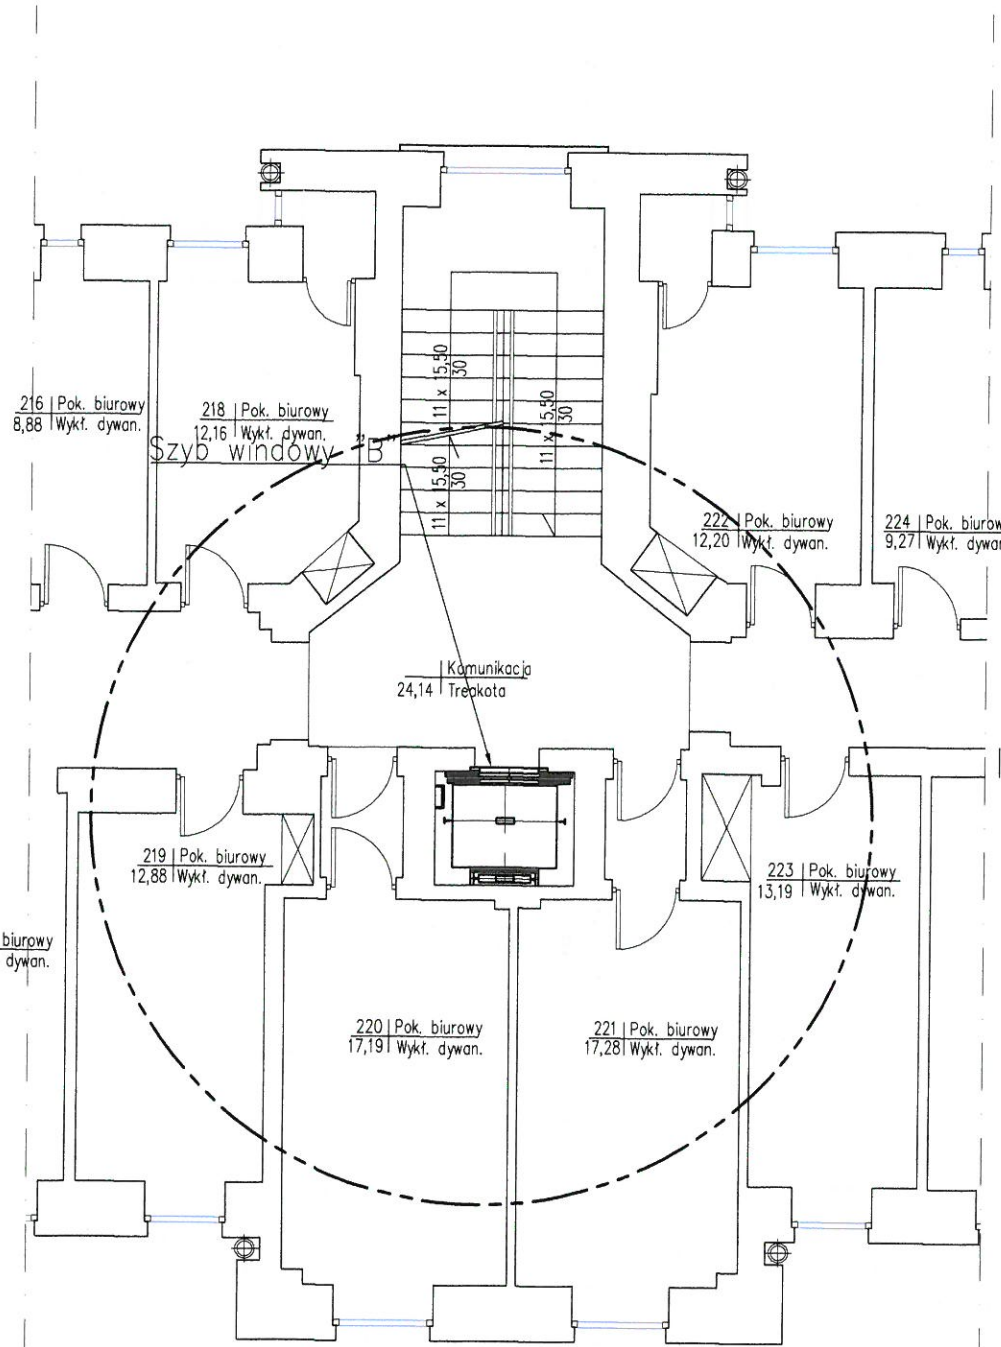 11 x 15,50
30
11 x 15,50
30
11 x 15,50
30
216 Pok. biurowy
8,88 Wykł. dywan.
218 Pok. biurowy
12,16 Wykł. dywan.
Szyb windowy "B"
222 Pok. biurowy
12,20 Wykł. dywan.
224 Pok. biurow
9,27 Wykł. dywan
Komunikacja
24,14 Treakota
219 Pok. biurowy
12,88 Wykł. dywan.
223 Pok. biurowy
13,19 Wykł. dywan.
biurowy
dywan.
220 Pok. biurowy
17,19 Wykł. dywan.
221 Pok. biurowy
17,28 Wykł. dywan.